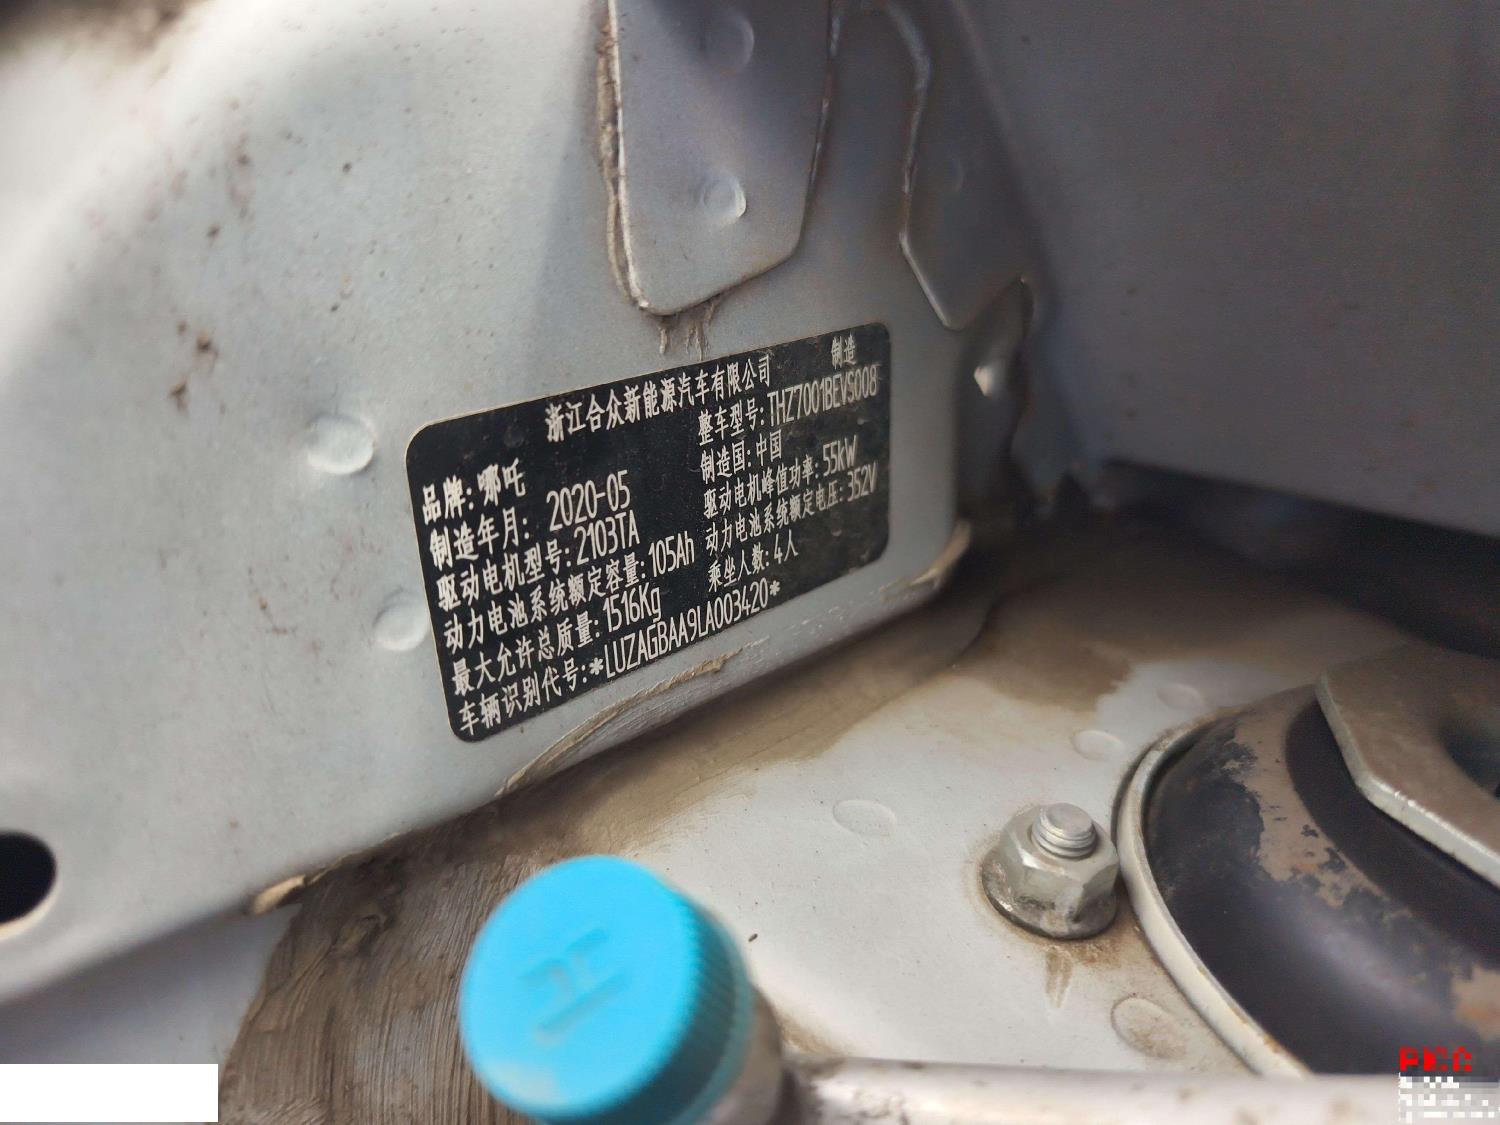 浙江合众新能源汽车有限公司 制造
品牌:哪吒 整车型号:THZ7001BEVS008
制造年月: 2020-05 制造国:中国
驱动电机型号:2103TA 驱动电机峰值功率:55kW
动力电池系统额定容量:105Ah 动力电池系统额定电压:352V
最大允许总质量:1516Kg 乘坐人数:4人
车辆识别代号:*LUZAGBAA9LA003420*